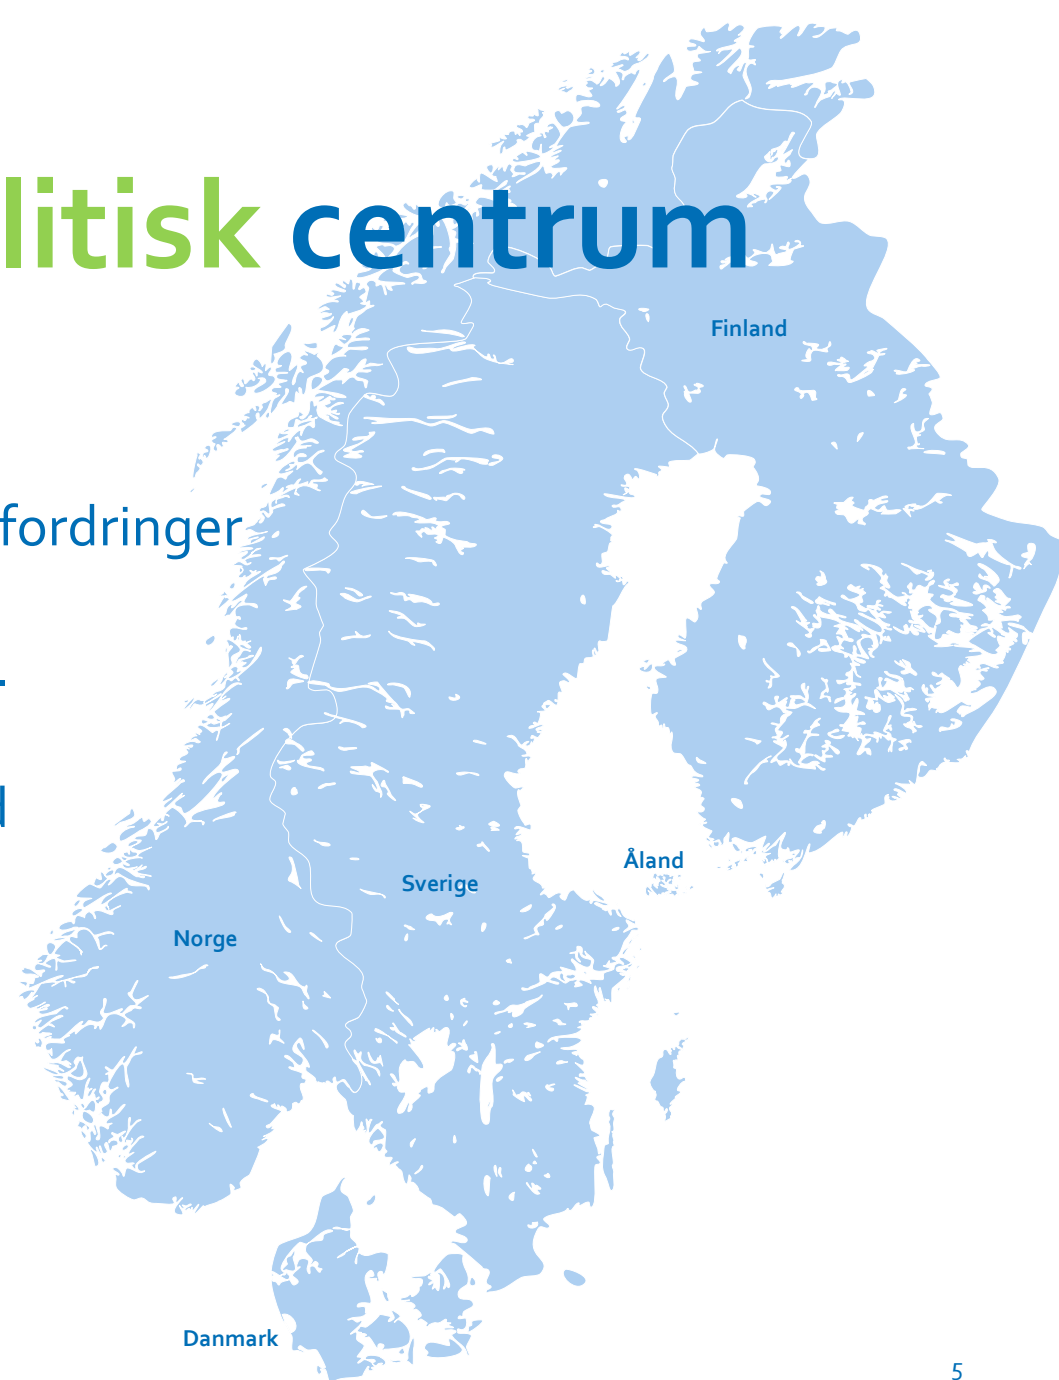 litisk centrum
Finland
fordringer
Åland
Sverige
Norge
Danmark
5